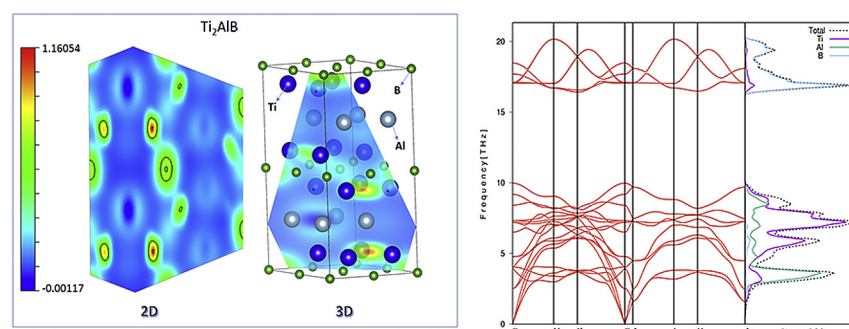 Ti₂AlB
1.16054
-0.00117
Ti
B
Al
2D
3D
Frequency[THz]
20
15
10
5
0
Total
Ti
Al
B